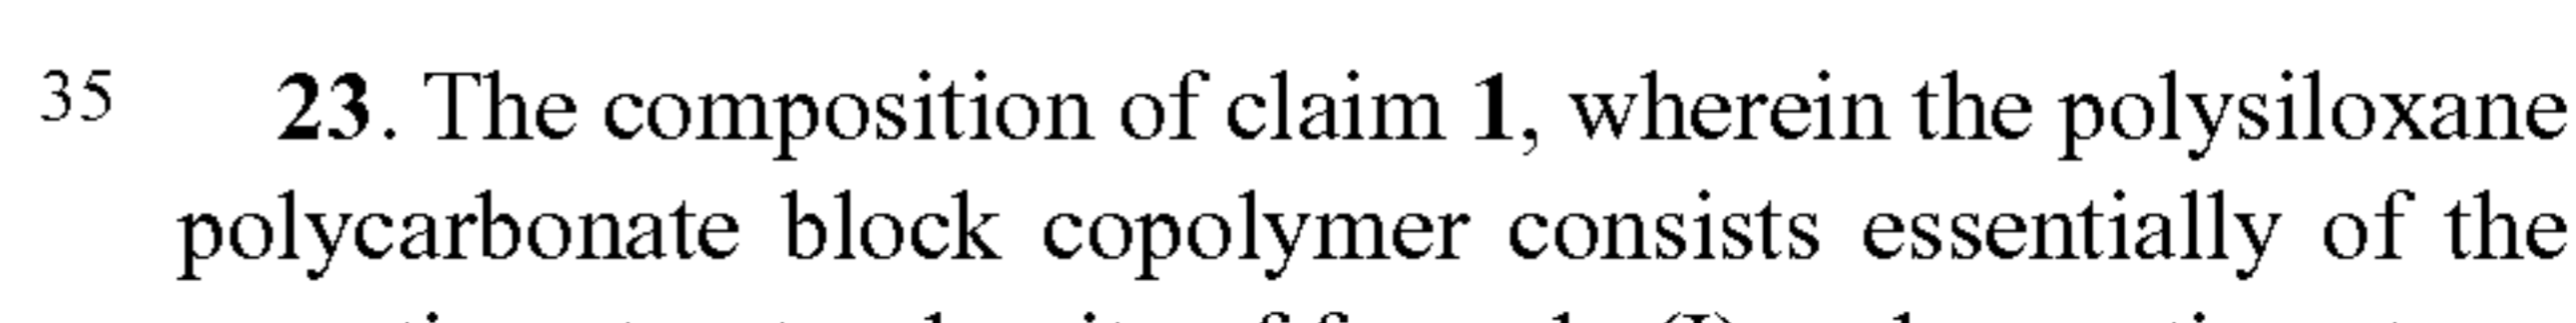 35 23. The composition of claim 1, wherein the polysiloxane
polycarbonate block copolymer consists essentially of the